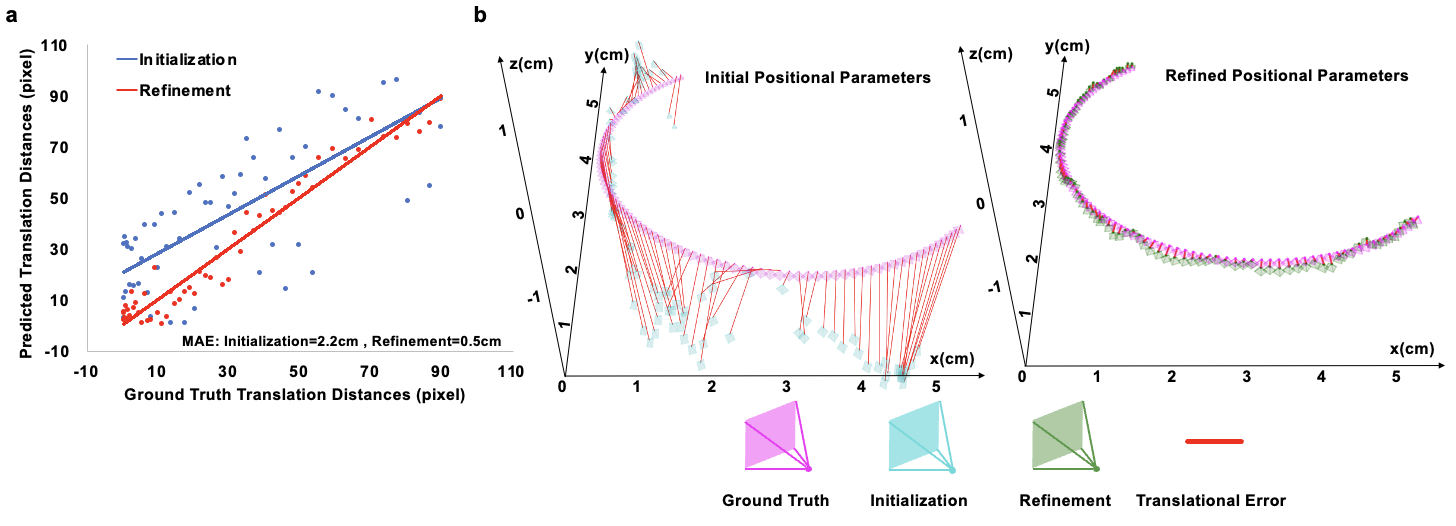 a
b
Predicted Translation Distances (pixel)
110
90
70
50
30
10
-10
Initialization
Refinement
MAE: Initialization=2.2cm , Refinement=0.5cm
-10
10
30
50
70
90
110
Ground Truth Translation Distances (pixel)
z(cm)
y(cm)
Initial Positional Parameters
1
0
-1
5
4
3
2
1
x(cm)
0
1
2
3
4
5
z(cm)
y(cm)
Refined Positional Parameters
1
0
-1
5
4
3
2
1
x(cm)
0
1
2
3
4
5
Ground Truth
Initialization
Refinement
Translational Error